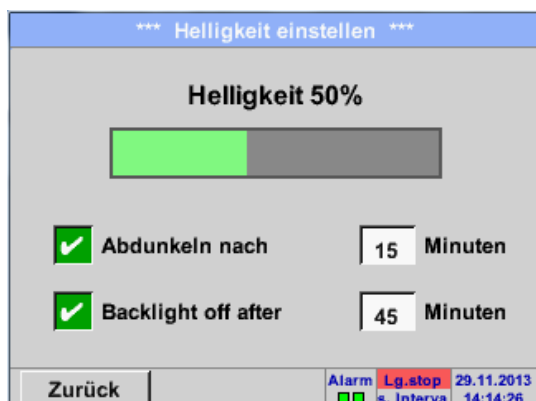 *** Helligkeit einstellen ***
Helligkeit 50%
Abdunkeln nach 15 Minuten
Backlight off after 45 Minuten
Zurück
Alarm Lg.stop 29.11.2013
s. Interva 14:14:26